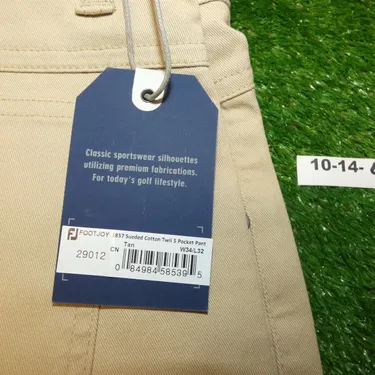 Classic sportswear silhouettes
utilizing premium fabrications.
For today's golf lifestyle.
FOOTJOY 1857 Sueded Cotton Twill 5 Pocket Pant
29012 CN Tan W34/L32
0 84984 58539 5
10-14-